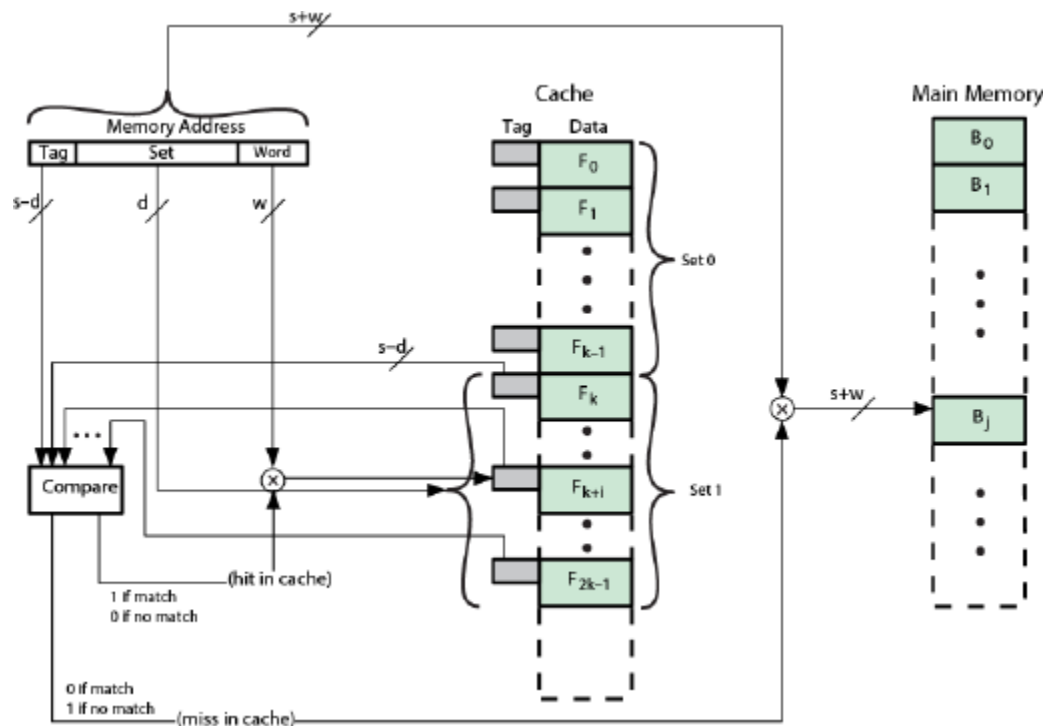 s+w
Cache
Main Memory
Memory Address
Tag Data
Tag Set Word
B0
F0
B1
s–d d w
F1
Set 0
s–d
Fk–1
Fk
s+w
Bj
Compare
Fk+i
Set 1
(hit in cache)
F2k–1
1 if match
0 if no match
0 if match
1 if no match
(miss in cache)